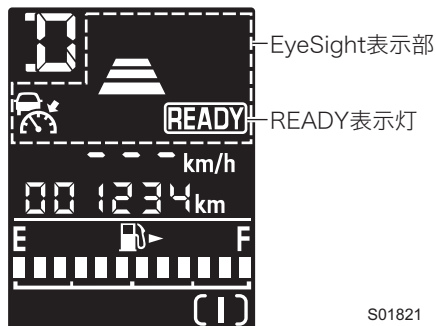 D
EyeSight表示部
READY
READY表示灯
--- km/h
001234km
E
F
(1)
S01821